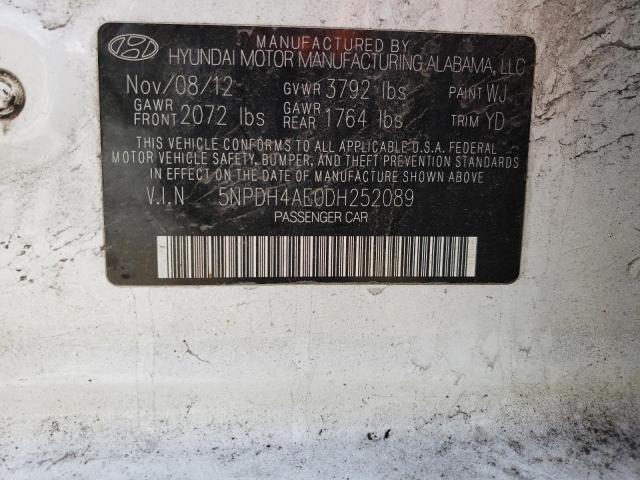 MANUFACTURED BY
HYUNDAI MOTOR MANUFACTURING ALABAMA, LLC
Nov/08/12 GVWR 3792 lbs PAINT WJ
GAWR FRONT 2072 lbs GAWR REAR 1764 lbs TRIM YD
THIS VEHICLE CONFORMS TO ALL APPLICABLE U.S.A. FEDERAL
MOTOR VEHICLE SAFETY, BUMPER, AND THEFT PREVENTION STANDARDS
IN EFFECT ON THE DATE OF MANUFACTURE SHOWN ABOVE.
V.I.N 5NPDH4AE0DH252089
PASSENGER CAR